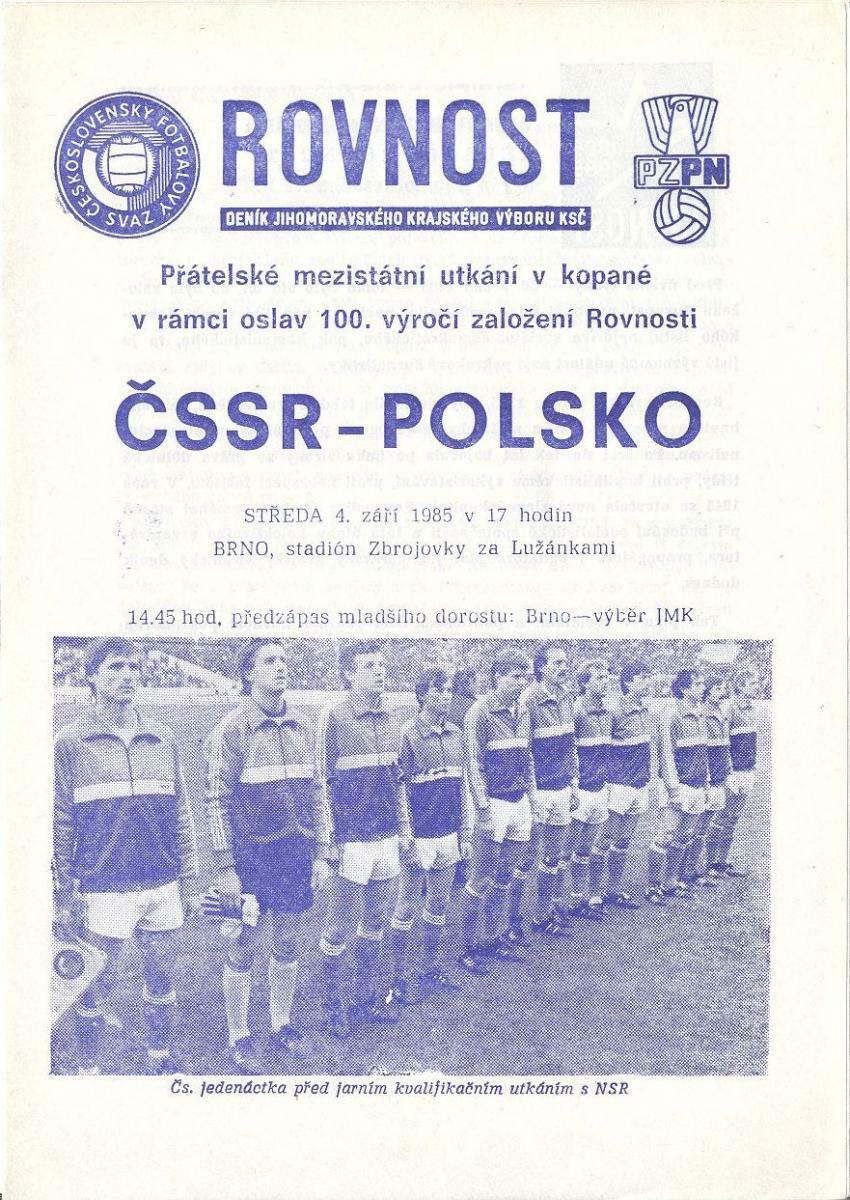 ČESKOSLOVENSKÝ FOTBALOVÝ SVAZ
ROVNOST
DENÍK JIHOMORAVSKÉHO KRAJSKÉHO VÝBORU KSČ
PZPN
Přátelské mezistátní utkání v kopané
v rámci oslav 100. výročí založení Rovnosti
ČSSR – POLSKO
STŘEDA 4. září 1985 v 17 hodin
BRNO, stadión Zbrojovky za Lužánkami
14.45 hod, předzápas mladšího dorostu: Brno—výběr JMK
Čs. jedenáctka před jarním kvalifikačním utkáním s NSR